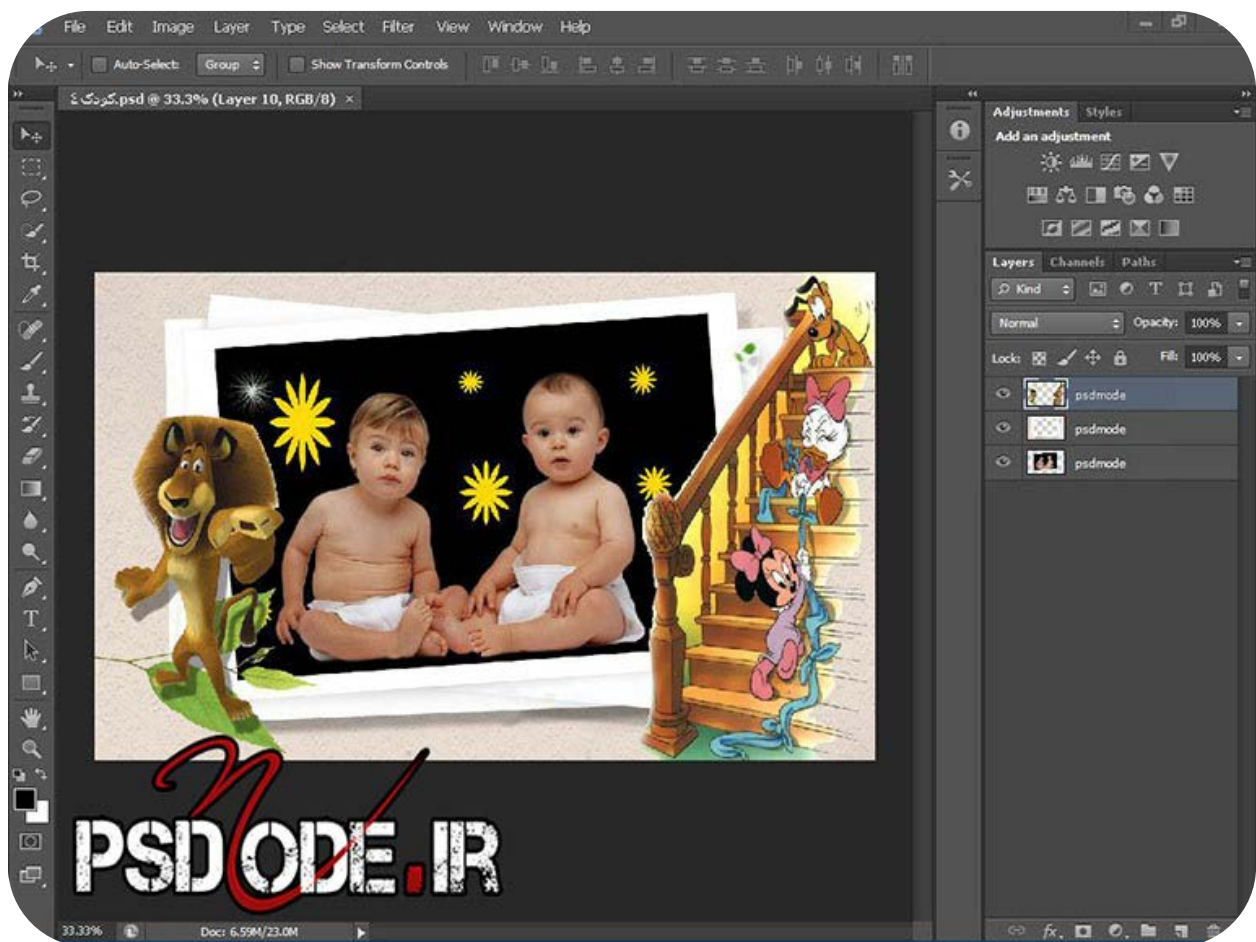 File Edit Image Layer Type Select Filter View Window Help
Auto-Select: Group Show Transform Controls
کودک٤.psd @ 33.3% (Layer 10, RGB/8) ×
Adjustments Styles
Add an adjustment
Layers Channels Paths
Kind
Normal Opacity: 100%
Lock: Fill: 100%
psdmode
psdmode
psdmode
PSDMODE.IR
33.33% Doc: 6.59M/23.0M